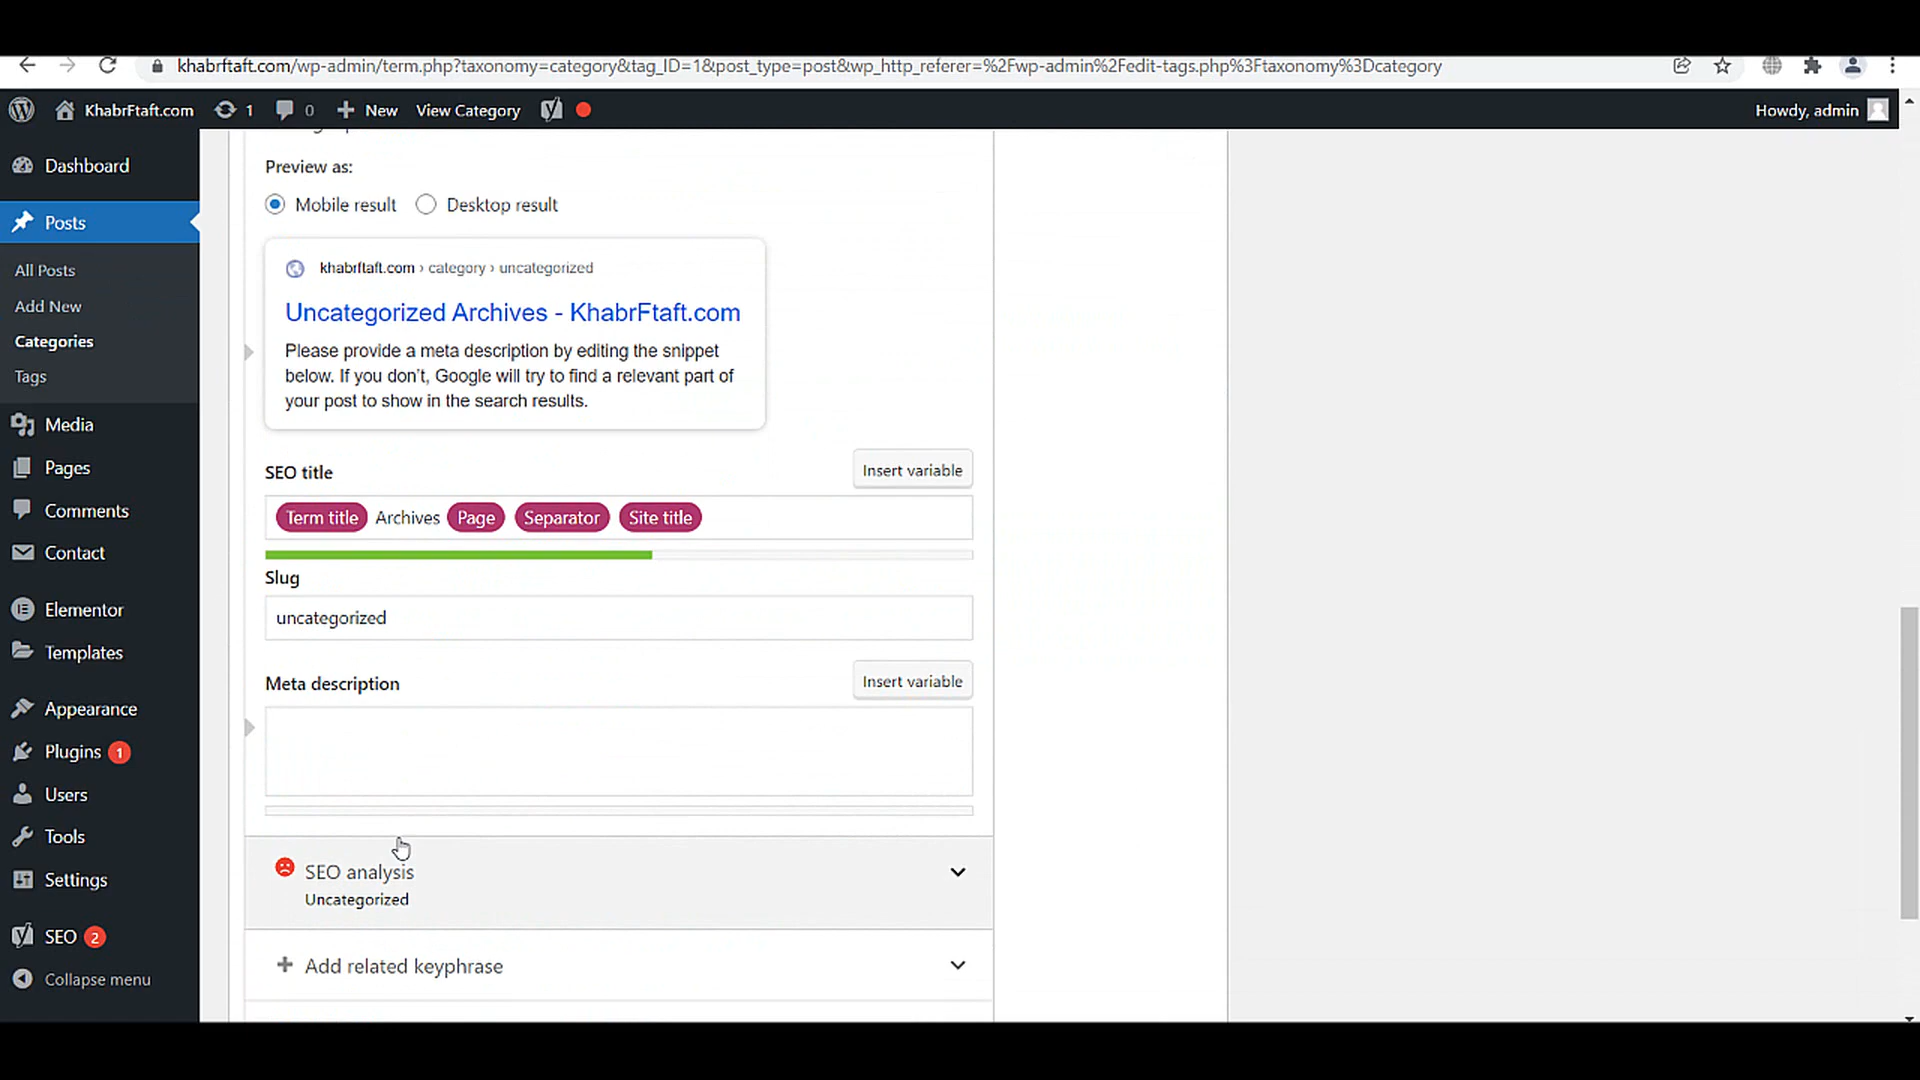 khabrftaft.com/wp-admin/term.php?taxonomy=category&tag_ID=1&post_type=post&wp_http_referer=%2Fwp-admin%2Fedit-tags.php%3Ftaxonomy%3Dcategory
KhabrFtaft.com 1 0 New View Category Howdy, admin
Dashboard
Posts
All Posts
Add New
Categories
Tags
Media
Pages
Comments
Contact
Elementor
Templates
Appearance
Plugins 1
Users
Tools
Settings
SEO 2
Collapse menu
Preview as:
Mobile result Desktop result
khabrftaft.com › category › uncategorized
Uncategorized Archives - KhabrFtaft.com
Please provide a meta description by editing the snippet
below. If you don’t, Google will try to find a relevant part of
your post to show in the search results.
SEO title Insert variable
Term title Archives Page Separator Site title
Slug
uncategorized
Meta description Insert variable
SEO analysis
Uncategorized
Add related keyphrase